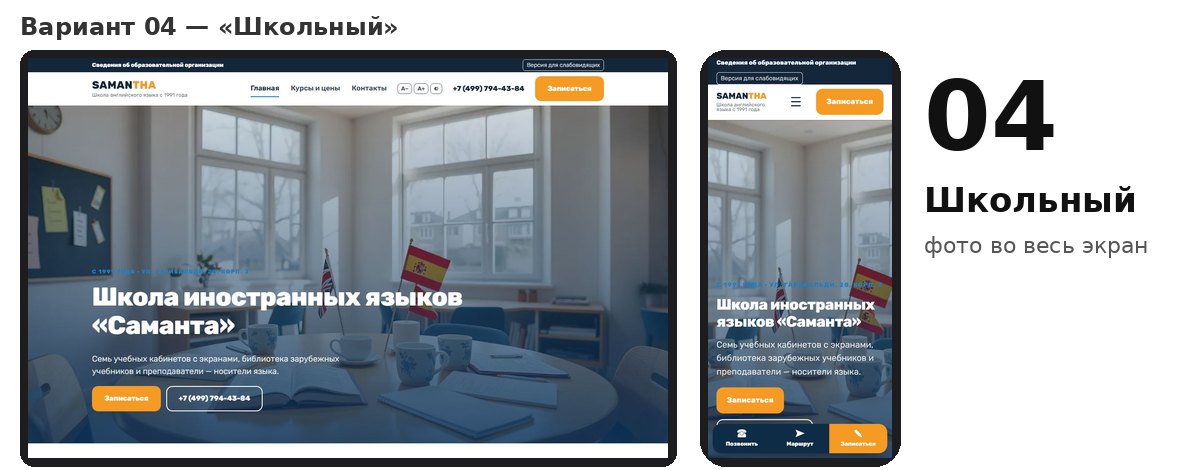 Вариант 04 — «Школьный»
Сведения об образовательной организации
Версия для слабовидящих
SAMANTHA
Школа английского языка с 1991 года
Главная
Курсы и цены
Контакты
A−
A+
+7 (499) 794-43-84
Записаться
Школа иностранных языков
«Саманта»
Семь учебных кабинетов с экранами, библиотека зарубежных
учебников и преподаватели — носители языка.
Записаться
+7 (499) 794-43-84
Сведения об образовательной организации
Версия для слабовидящих
SAMANTHA
Школа английского
языка с 1991 года
Записаться
Школа иностранных
языков «Саманта»
Семь учебных кабинетов с экранами,
библиотека зарубежных учебников и
преподаватели — носители языка.
Записаться
Позвонить
Маршрут
Записаться
04
Школьный
фото во весь экран